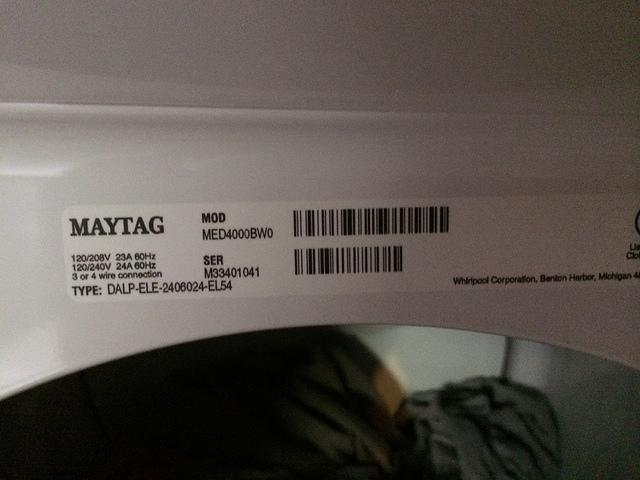 MAYTAG
120/208V 23A 60Hz
120/240V 24A 60Hz
3 or 4 wire connection
TYPE: DALP-ELE-2406024-EL54
MOD
MED4000BW0
SER
M33401041
Whirlpool Corporation, Benton Harbor, Michigan